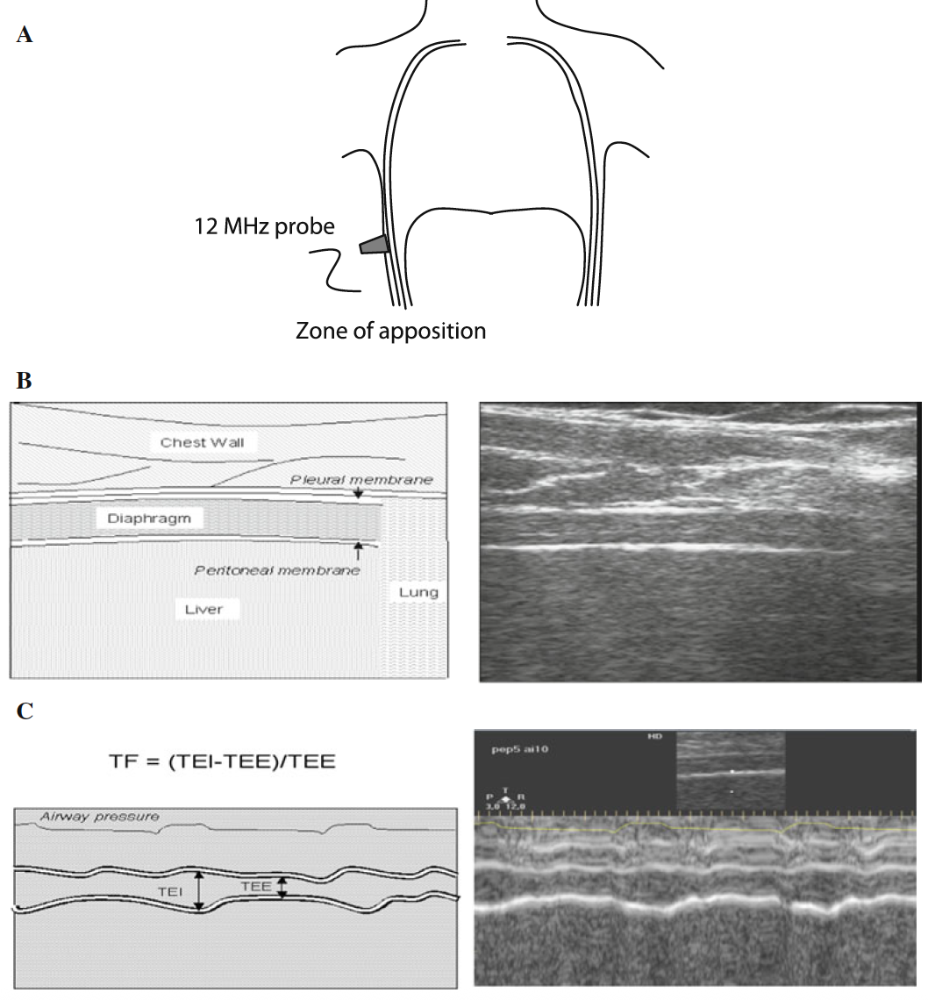 A
12 MHz probe
Zone of apposition
B
Chest Wall
Pleural membrane
Diaphragm
Peritoneal membrane
Lung
Liver
C
TF = (TEI-TEE)/TEE
HD
pep5 ai10
T
P R
3.0 12.0
Airway pressure
TEI
TEE